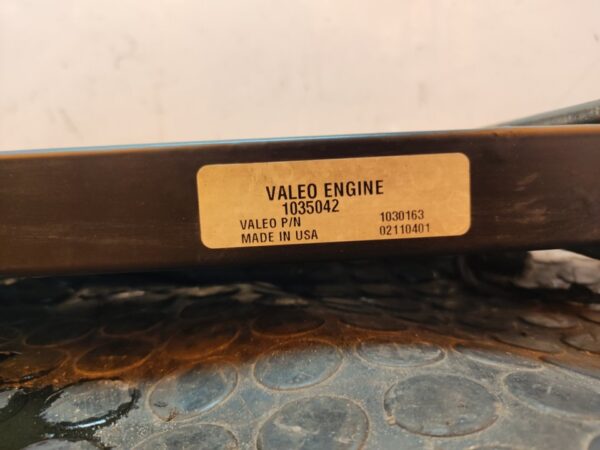 VALEO ENGINE
1035042
VALEO P/N 1030163
MADE IN USA 02110401